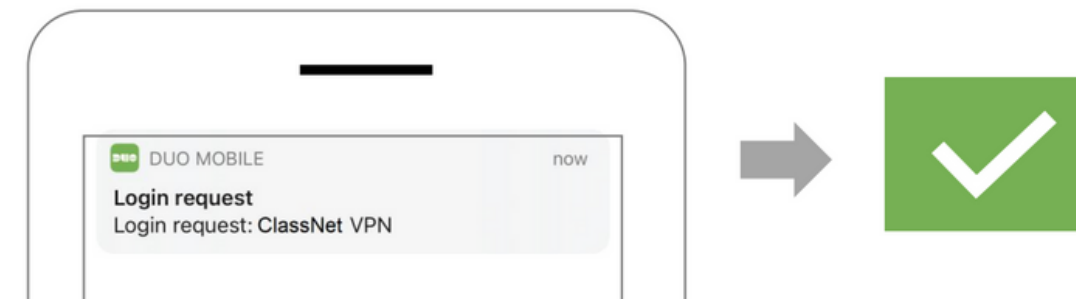 DUO DUO MOBILE now
Login request
Login request: ClassNet VPN